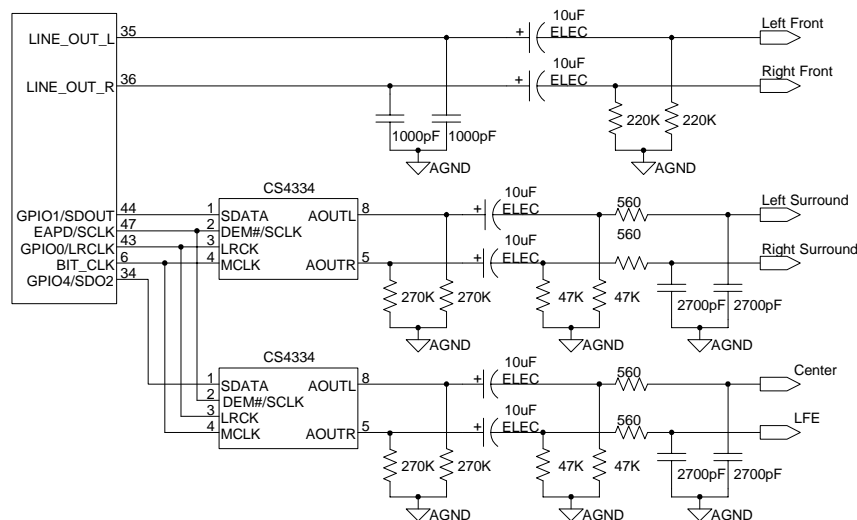 35 10uF Left Front
LINE_OUT_L + ELEC
10uF
36 Right Front
LINE_OUT_R + ELEC
220K 220K
1000pF 1000pF
AGND AGND
CS4334 10uF
560 Left Surround
GPIO1/SDOUT 44 1 SDATA AOUTL 8 + ELEC
EAPD/SCLK 47 2 DEM#/SCLK 10uF 560
GPIO0/LRCLK 43 3 LRCK 5 Right Surround
BIT_CLK 6 4 MCLK AOUTR + ELEC
GPIO4/SDO2 34
270K 270K 47K 47K 2700pF 2700pF
AGND AGND AGND
CS4334 10uF
560 Center
1 SDATA AOUTL 8 + ELEC
2 DEM#/SCLK 10uF 560
3 LRCK 5 LFE
4 MCLK AOUTR + ELEC
270K 270K 47K 47K 2700pF 2700pF
AGND AGND AGND